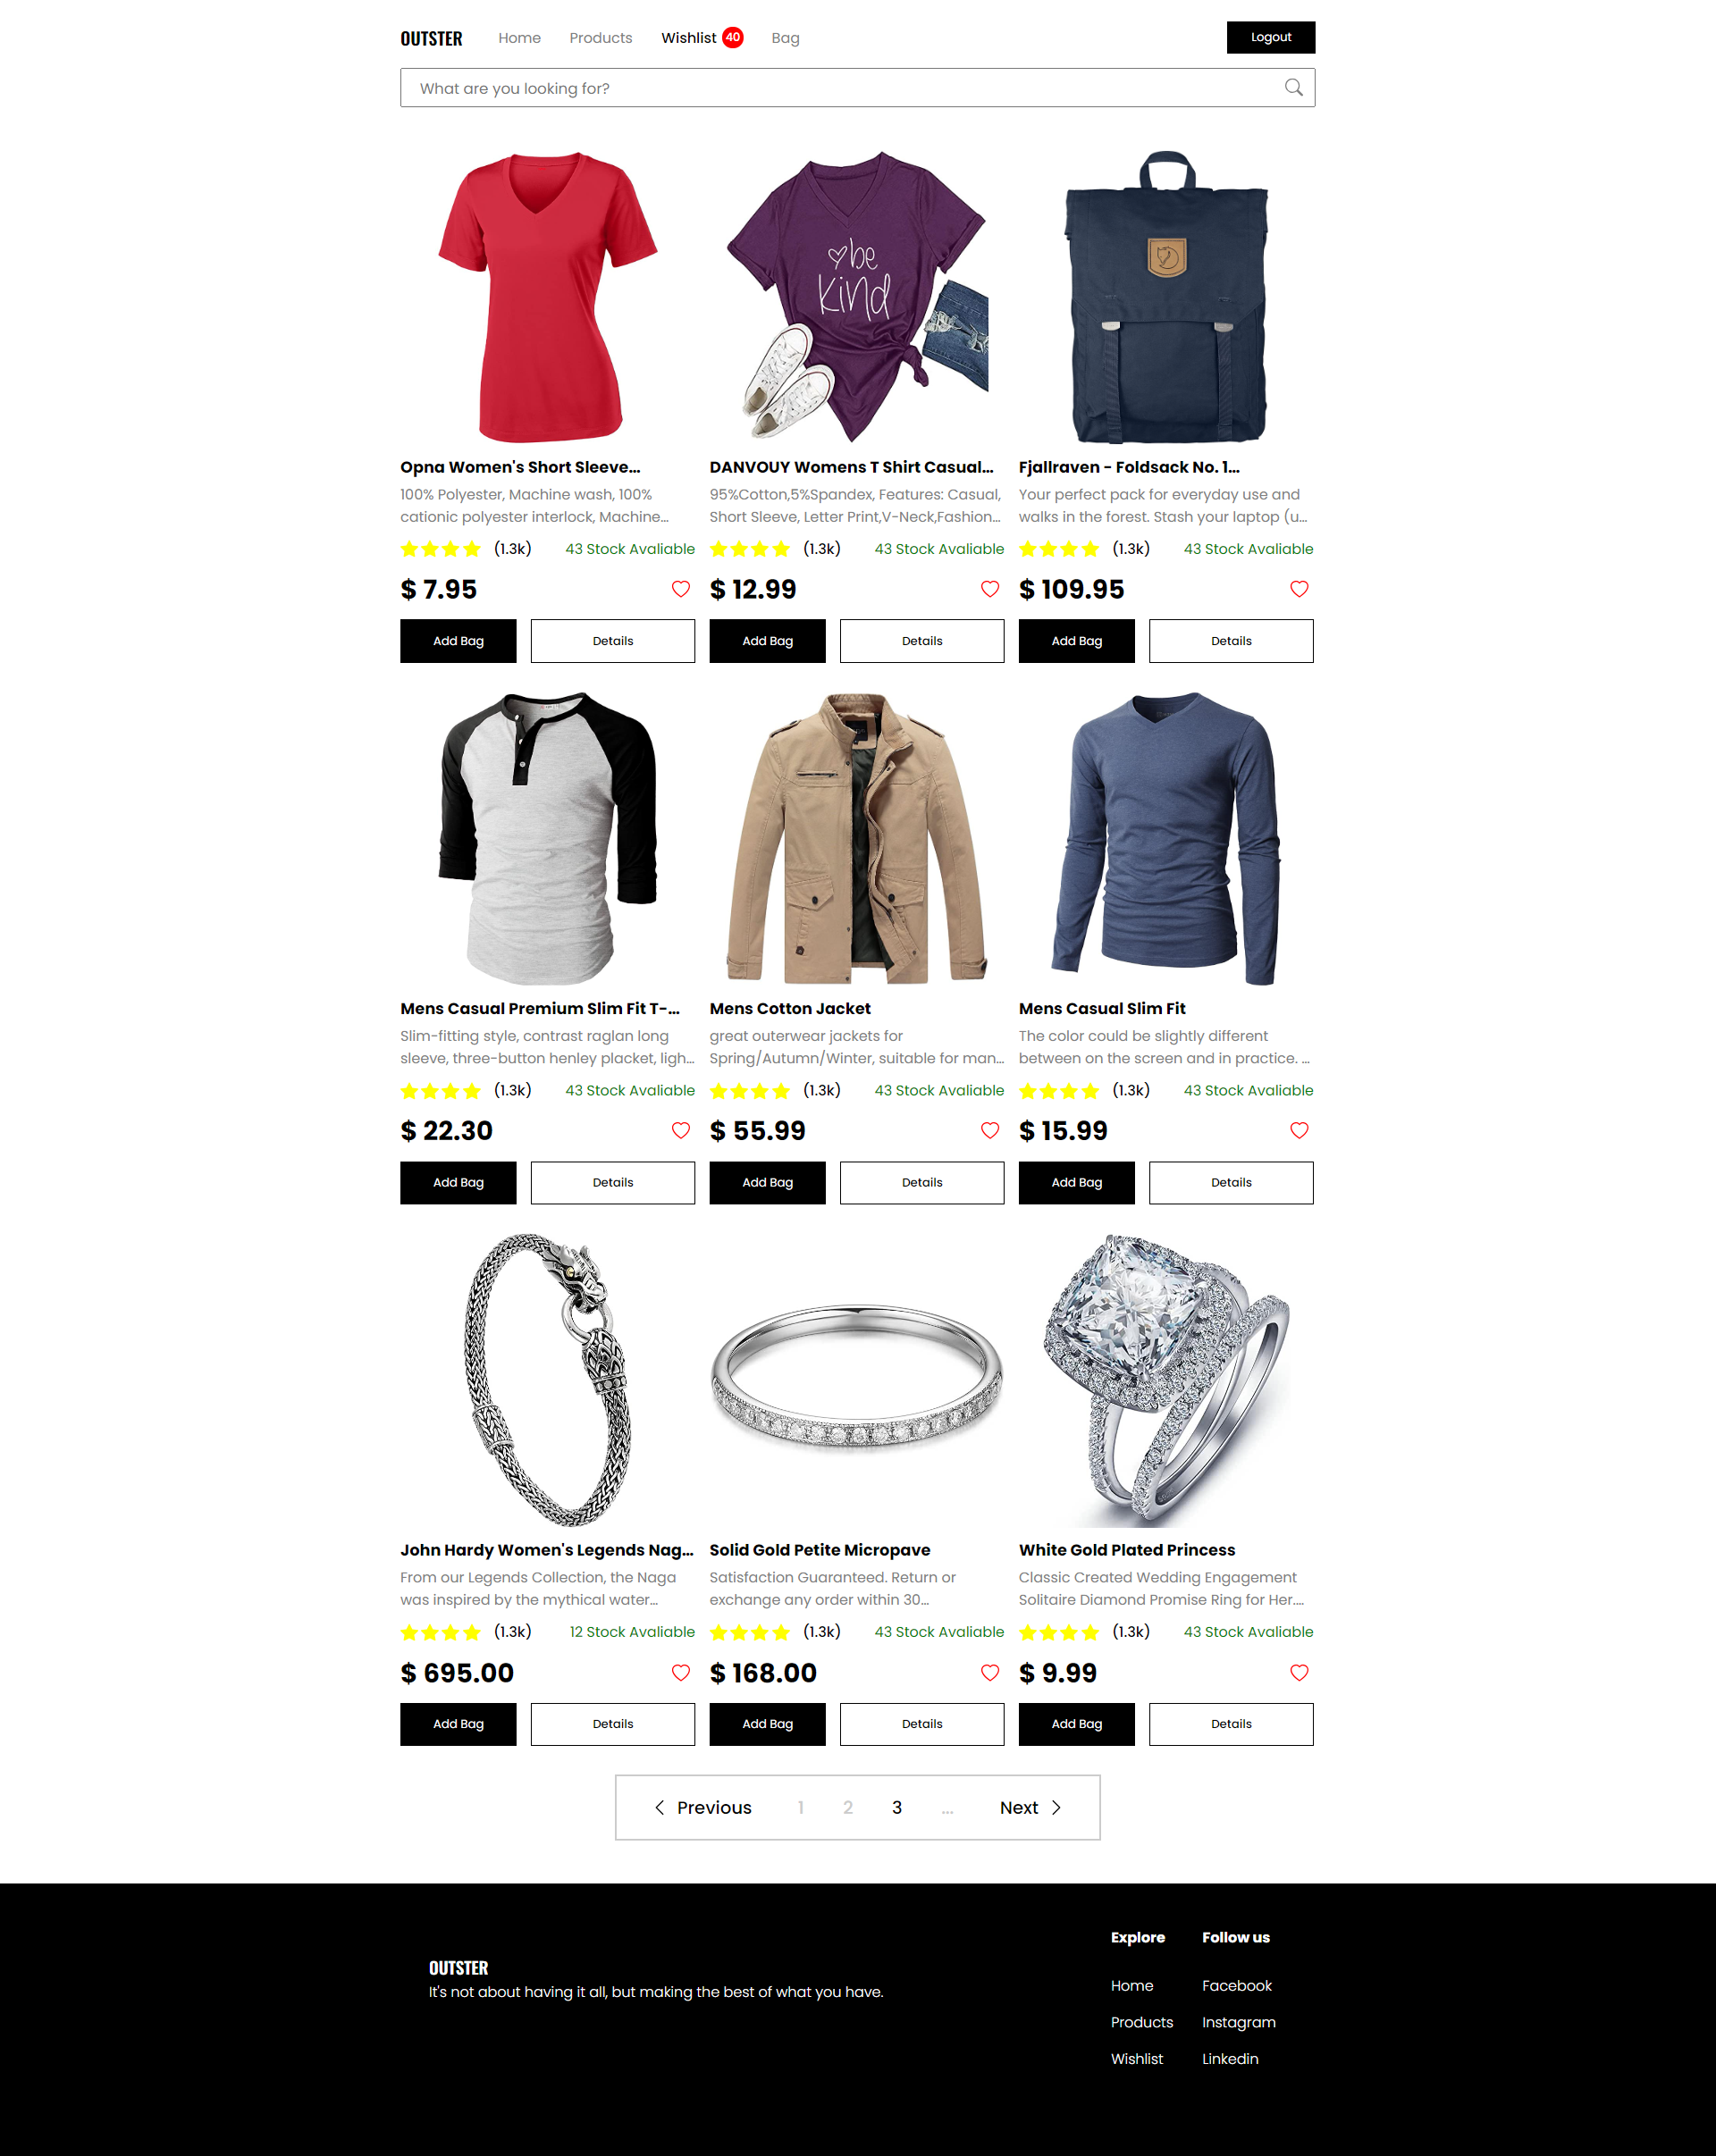 OUTSTER Home Products Wishlist 40 Bag Logout
What are you looking for?
be
kind
Opna Women's Short Sleeve... DANVOUY Womens T Shirt Casual... Fjallraven - Foldsack No. 1...
100% Polyester, Machine wash, 100% 95%Cotton,5%Spandex, Features: Casual, Your perfect pack for everyday use and
cationic polyester interlock, Machine... Short Sleeve, Letter Print,V-Neck,Fashion... walks in the forest. Stash your laptop (u...
(1.3k) 43 Stock Avaliable (1.3k) 43 Stock Avaliable (1.3k) 43 Stock Avaliable
$ 7.95 $ 12.99 $ 109.95
Add Bag Details Add Bag Details Add Bag Details
Mens Casual Premium Slim Fit T-... Mens Cotton Jacket Mens Casual Slim Fit
Slim-fitting style, contrast raglan long great outerwear jackets for The color could be slightly different
sleeve, three-button henley placket, ligh... Spring/Autumn/Winter, suitable for man... between on the screen and in practice. ...
(1.3k) 43 Stock Avaliable (1.3k) 43 Stock Avaliable (1.3k) 43 Stock Avaliable
$ 22.30 $ 55.99 $ 15.99
Add Bag Details Add Bag Details Add Bag Details
John Hardy Women's Legends Nag... Solid Gold Petite Micropave White Gold Plated Princess
From our Legends Collection, the Naga Satisfaction Guaranteed. Return or Classic Created Wedding Engagement
was inspired by the mythical water... exchange any order within 30... Solitaire Diamond Promise Ring for Her....
(1.3k) 12 Stock Avaliable (1.3k) 43 Stock Avaliable (1.3k) 43 Stock Avaliable
$ 695.00 $ 168.00 $ 9.99
Add Bag Details Add Bag Details Add Bag Details
Previous 1 2 3 ... Next
Explore Follow us
OUTSTER
It's not about having it all, but making the best of what you have.
Home Facebook
Products Instagram
Wishlist Linkedin